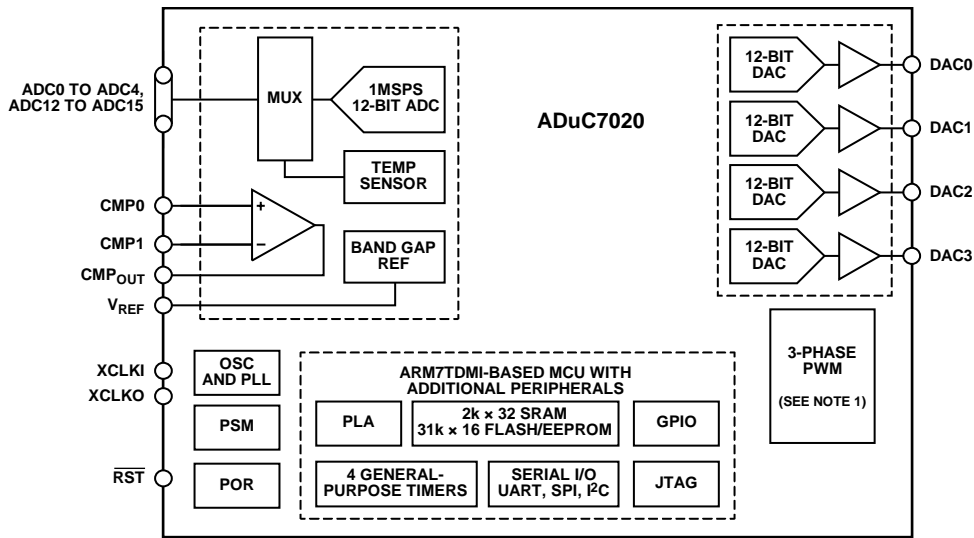 ADuC7020
ADC0 TO ADC4,
ADC12 TO ADC15
MUX
1MSPS
12-BIT ADC
TEMP
SENSOR
CMP0
+
CMP1
–
CMPOUT
VREF
BAND GAP
REF
12-BIT
DAC
DAC0
12-BIT
DAC
DAC1
12-BIT
DAC
DAC2
12-BIT
DAC
DAC3
XCLKI
XCLKO
OSC
AND PLL
PSM
RST
POR
ARM7TDMI-BASED MCU WITH
ADDITIONAL PERIPHERALS
PLA
2k × 32 SRAM
31k × 16 FLASH/EEPROM
GPIO
4 GENERAL-
PURPOSE TIMERS
SERIAL I/O
UART, SPI, I²C
JTAG
3-PHASE
PWM
(SEE NOTE 1)